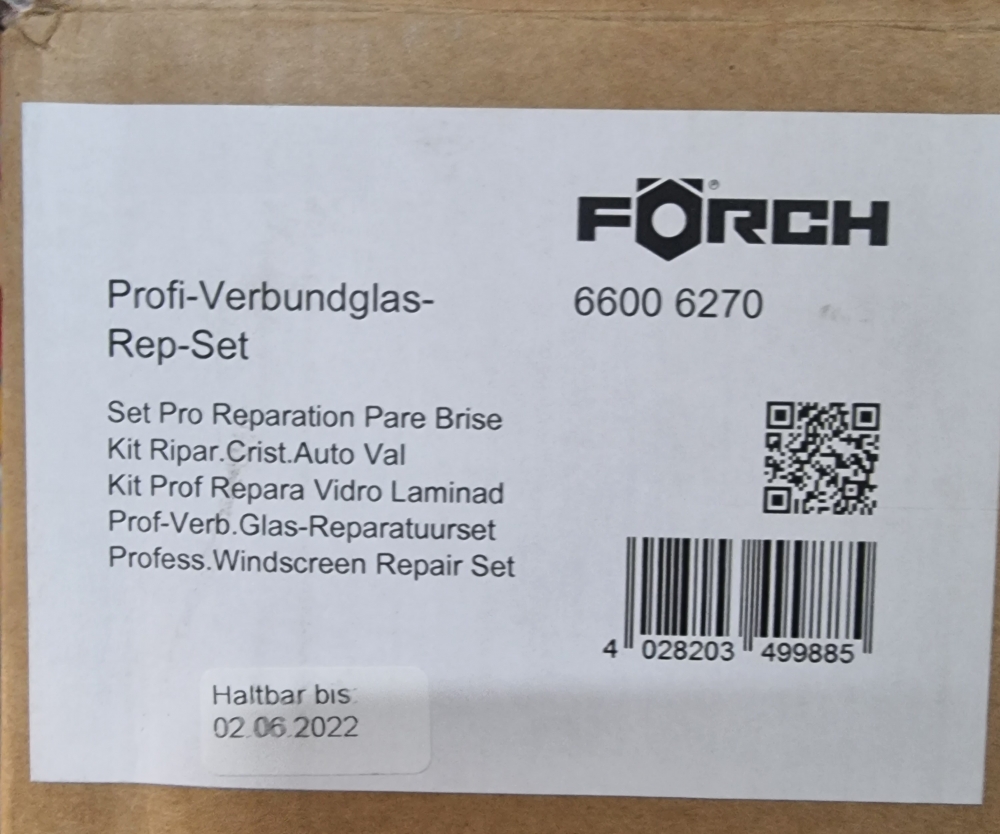 FÖRCH®
Profi-Verbundglas-
Rep-Set
6600 6270
Set Pro Reparation Pare Brise
Kit Ripar.Crist.Auto Val
Kit Prof Repara Vidro Laminad
Prof-Verb.Glas-Reparatuurset
Profess.Windscreen Repair Set
4 028203 499885
Haltbar bis:
02.06.2022